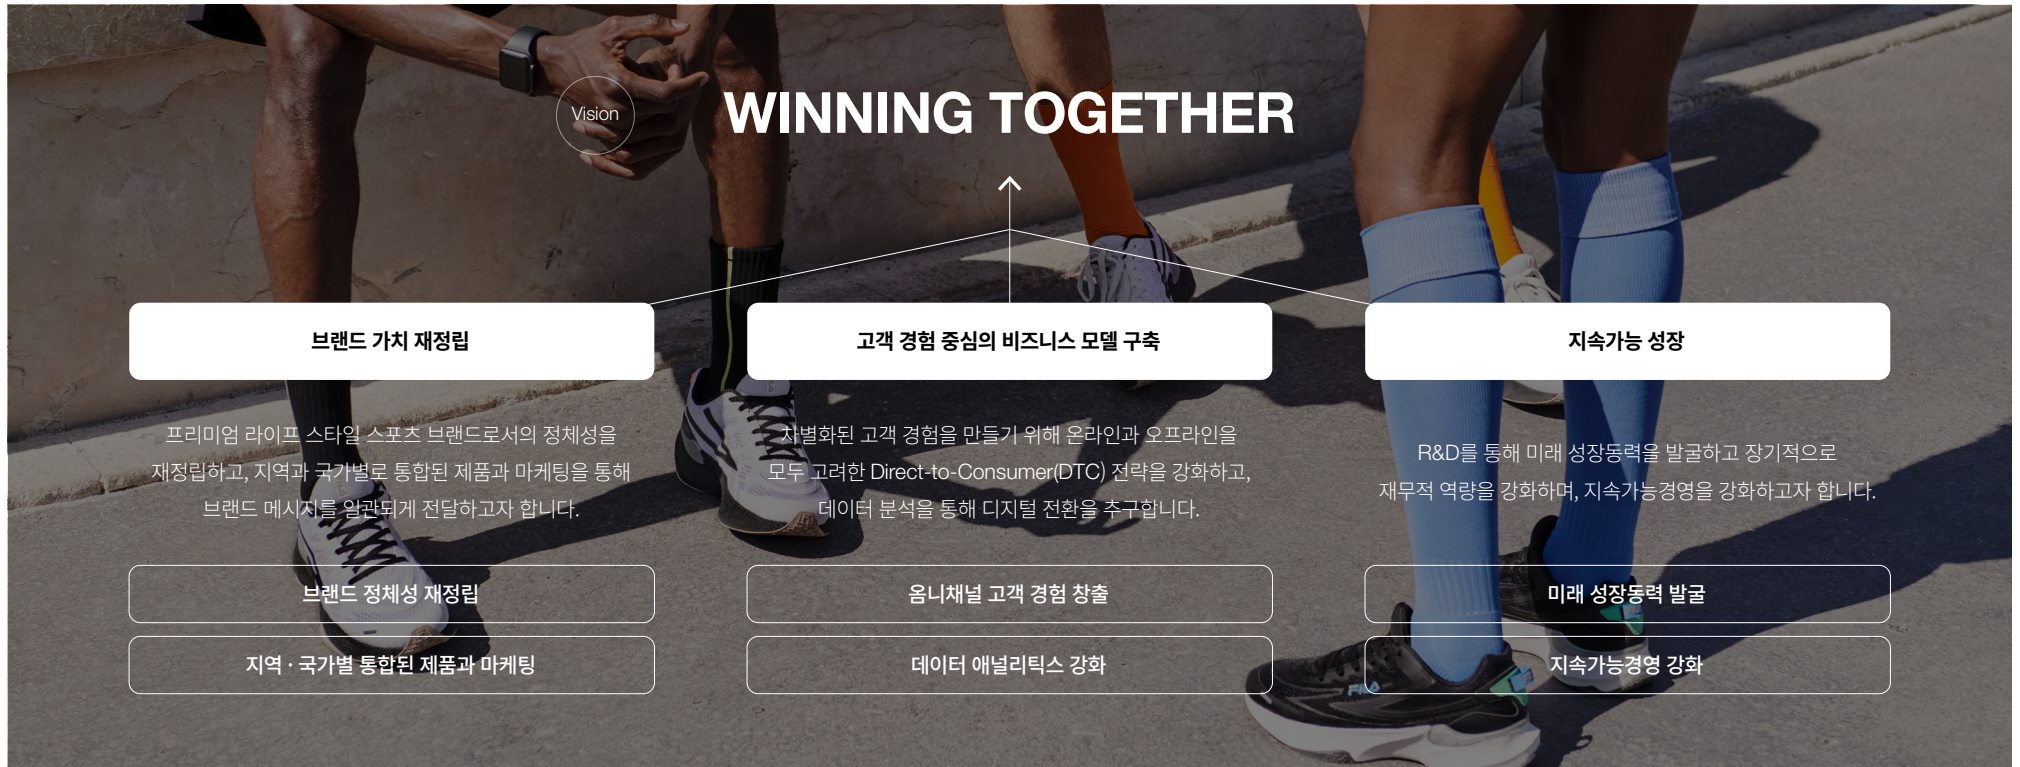 Vision
WINNING TOGETHER
브랜드 가치 재정립
프리미엄 라이프 스타일 스포츠 브랜드로서의 정체성을
재정립하고, 지역과 국가별로 통합된 제품과 마케팅을 통해
브랜드 메시지를 일관되게 전달하고자 합니다.
브랜드 정체성 재정립
지역 · 국가별 통합된 제품과 마케팅
고객 경험 중심의 비즈니스 모델 구축
차별화된 고객 경험을 만들기 위해 온라인과 오프라인을
모두 고려한 Direct-to-Consumer(DTC) 전략을 강화하고,
데이터 분석을 통해 디지털 전환을 추구합니다.
옴니채널 고객 경험 창출
데이터 애널리틱스 강화
지속가능 성장
R&D를 통해 미래 성장동력을 발굴하고 장기적으로
재무적 역량을 강화하며, 지속가능경영을 강화하고자 합니다.
미래 성장동력 발굴
지속가능경영 강화
FILA